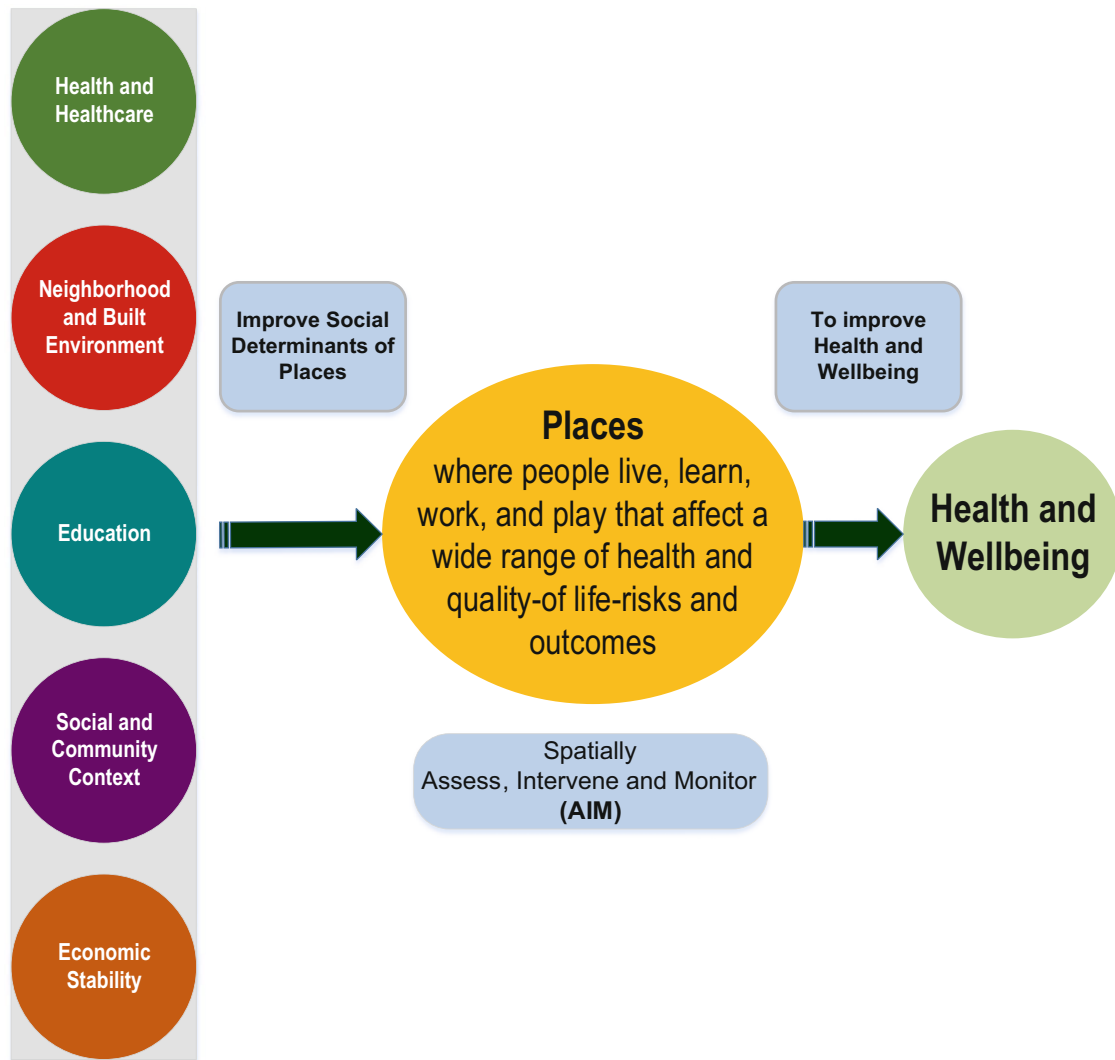 Health and
Healthcare
Neighborhood
and Built
Environment
Education
Social and
Community
Context
Economic
Stability
Improve Social
Determinants of
Places
Places
where people live, learn,
work, and play that affect a
wide range of health and
quality-of life-risks and
outcomes
Spatially
Assess, Intervene and Monitor
(AIM)
To improve
Health and
Wellbeing
Health and
Wellbeing